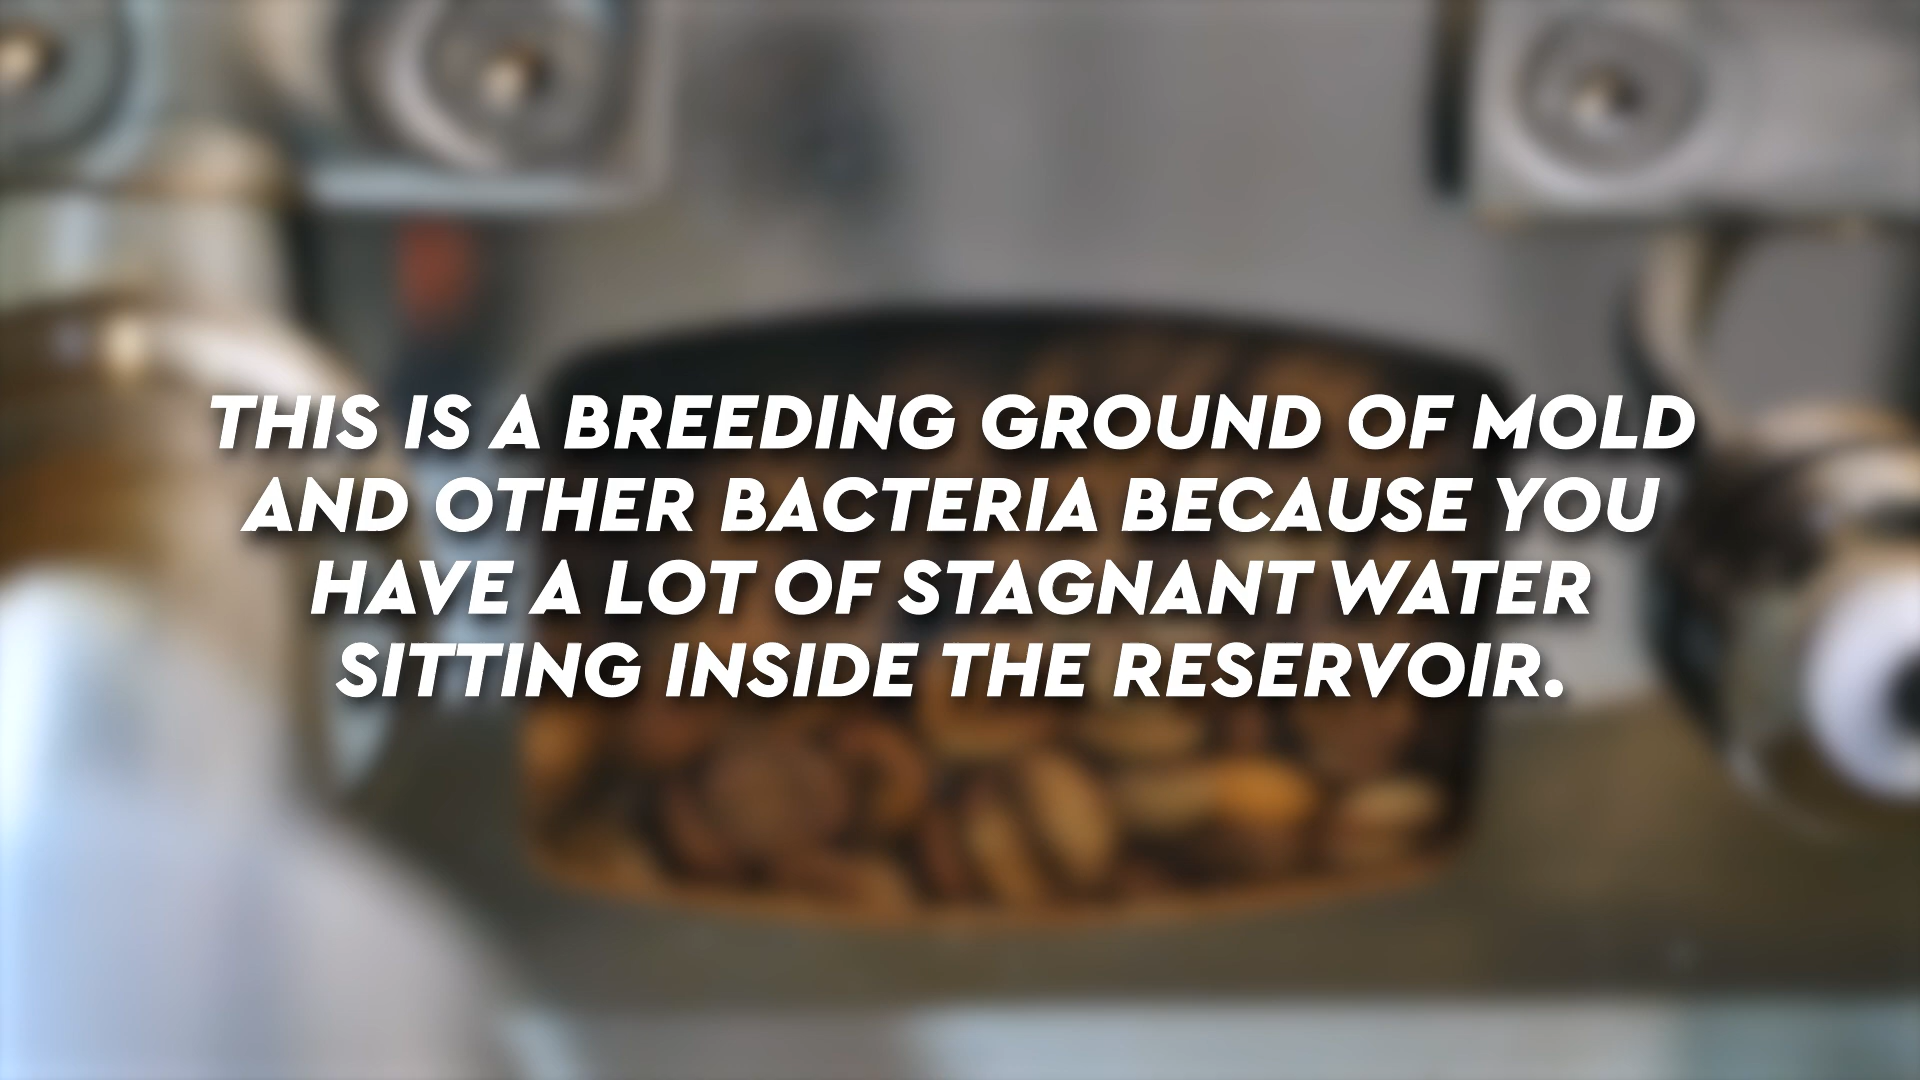 THIS IS A BREEDING GROUND OF MOLD
AND OTHER BACTERIA BECAUSE YOU
HAVE A LOT OF STAGNANT WATER
SITTING INSIDE THE RESERVOIR.